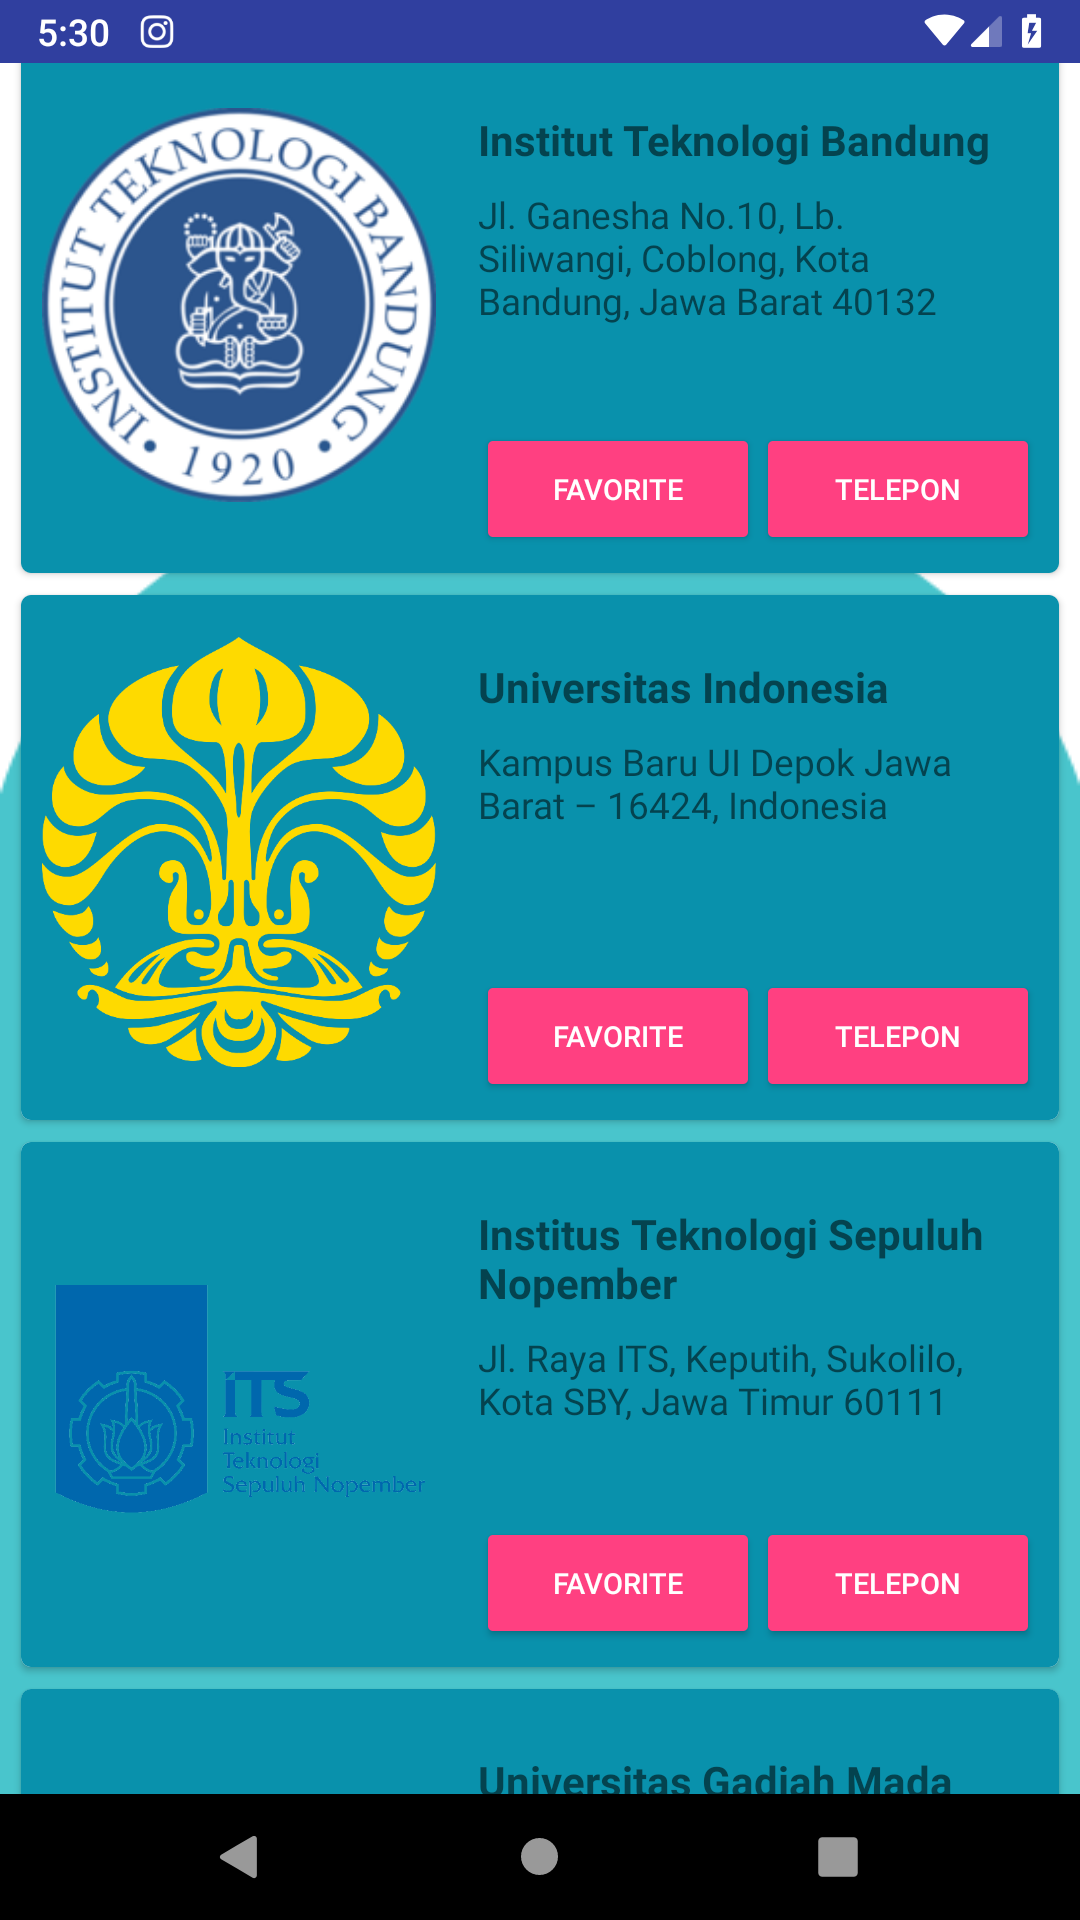 5:30
INSTITUT TEKNOLOGI BANDUNG
• 1920 •
Institut Teknologi Bandung
Jl. Ganesha No.10, Lb.
Siliwangi, Coblong, Kota
Bandung, Jawa Barat 40132
FAVORITE TELEPON
Universitas Indonesia
Kampus Baru UI Depok Jawa
Barat – 16424, Indonesia
FAVORITE TELEPON
Institus Teknologi Sepuluh
Nopember
Jl. Raya ITS, Keputih, Sukolilo,
Kota SBY, Jawa Timur 60111
ITS
Institut
Teknologi
Sepuluh Nopember
FAVORITE TELEPON
Universitas Gadjah Mada